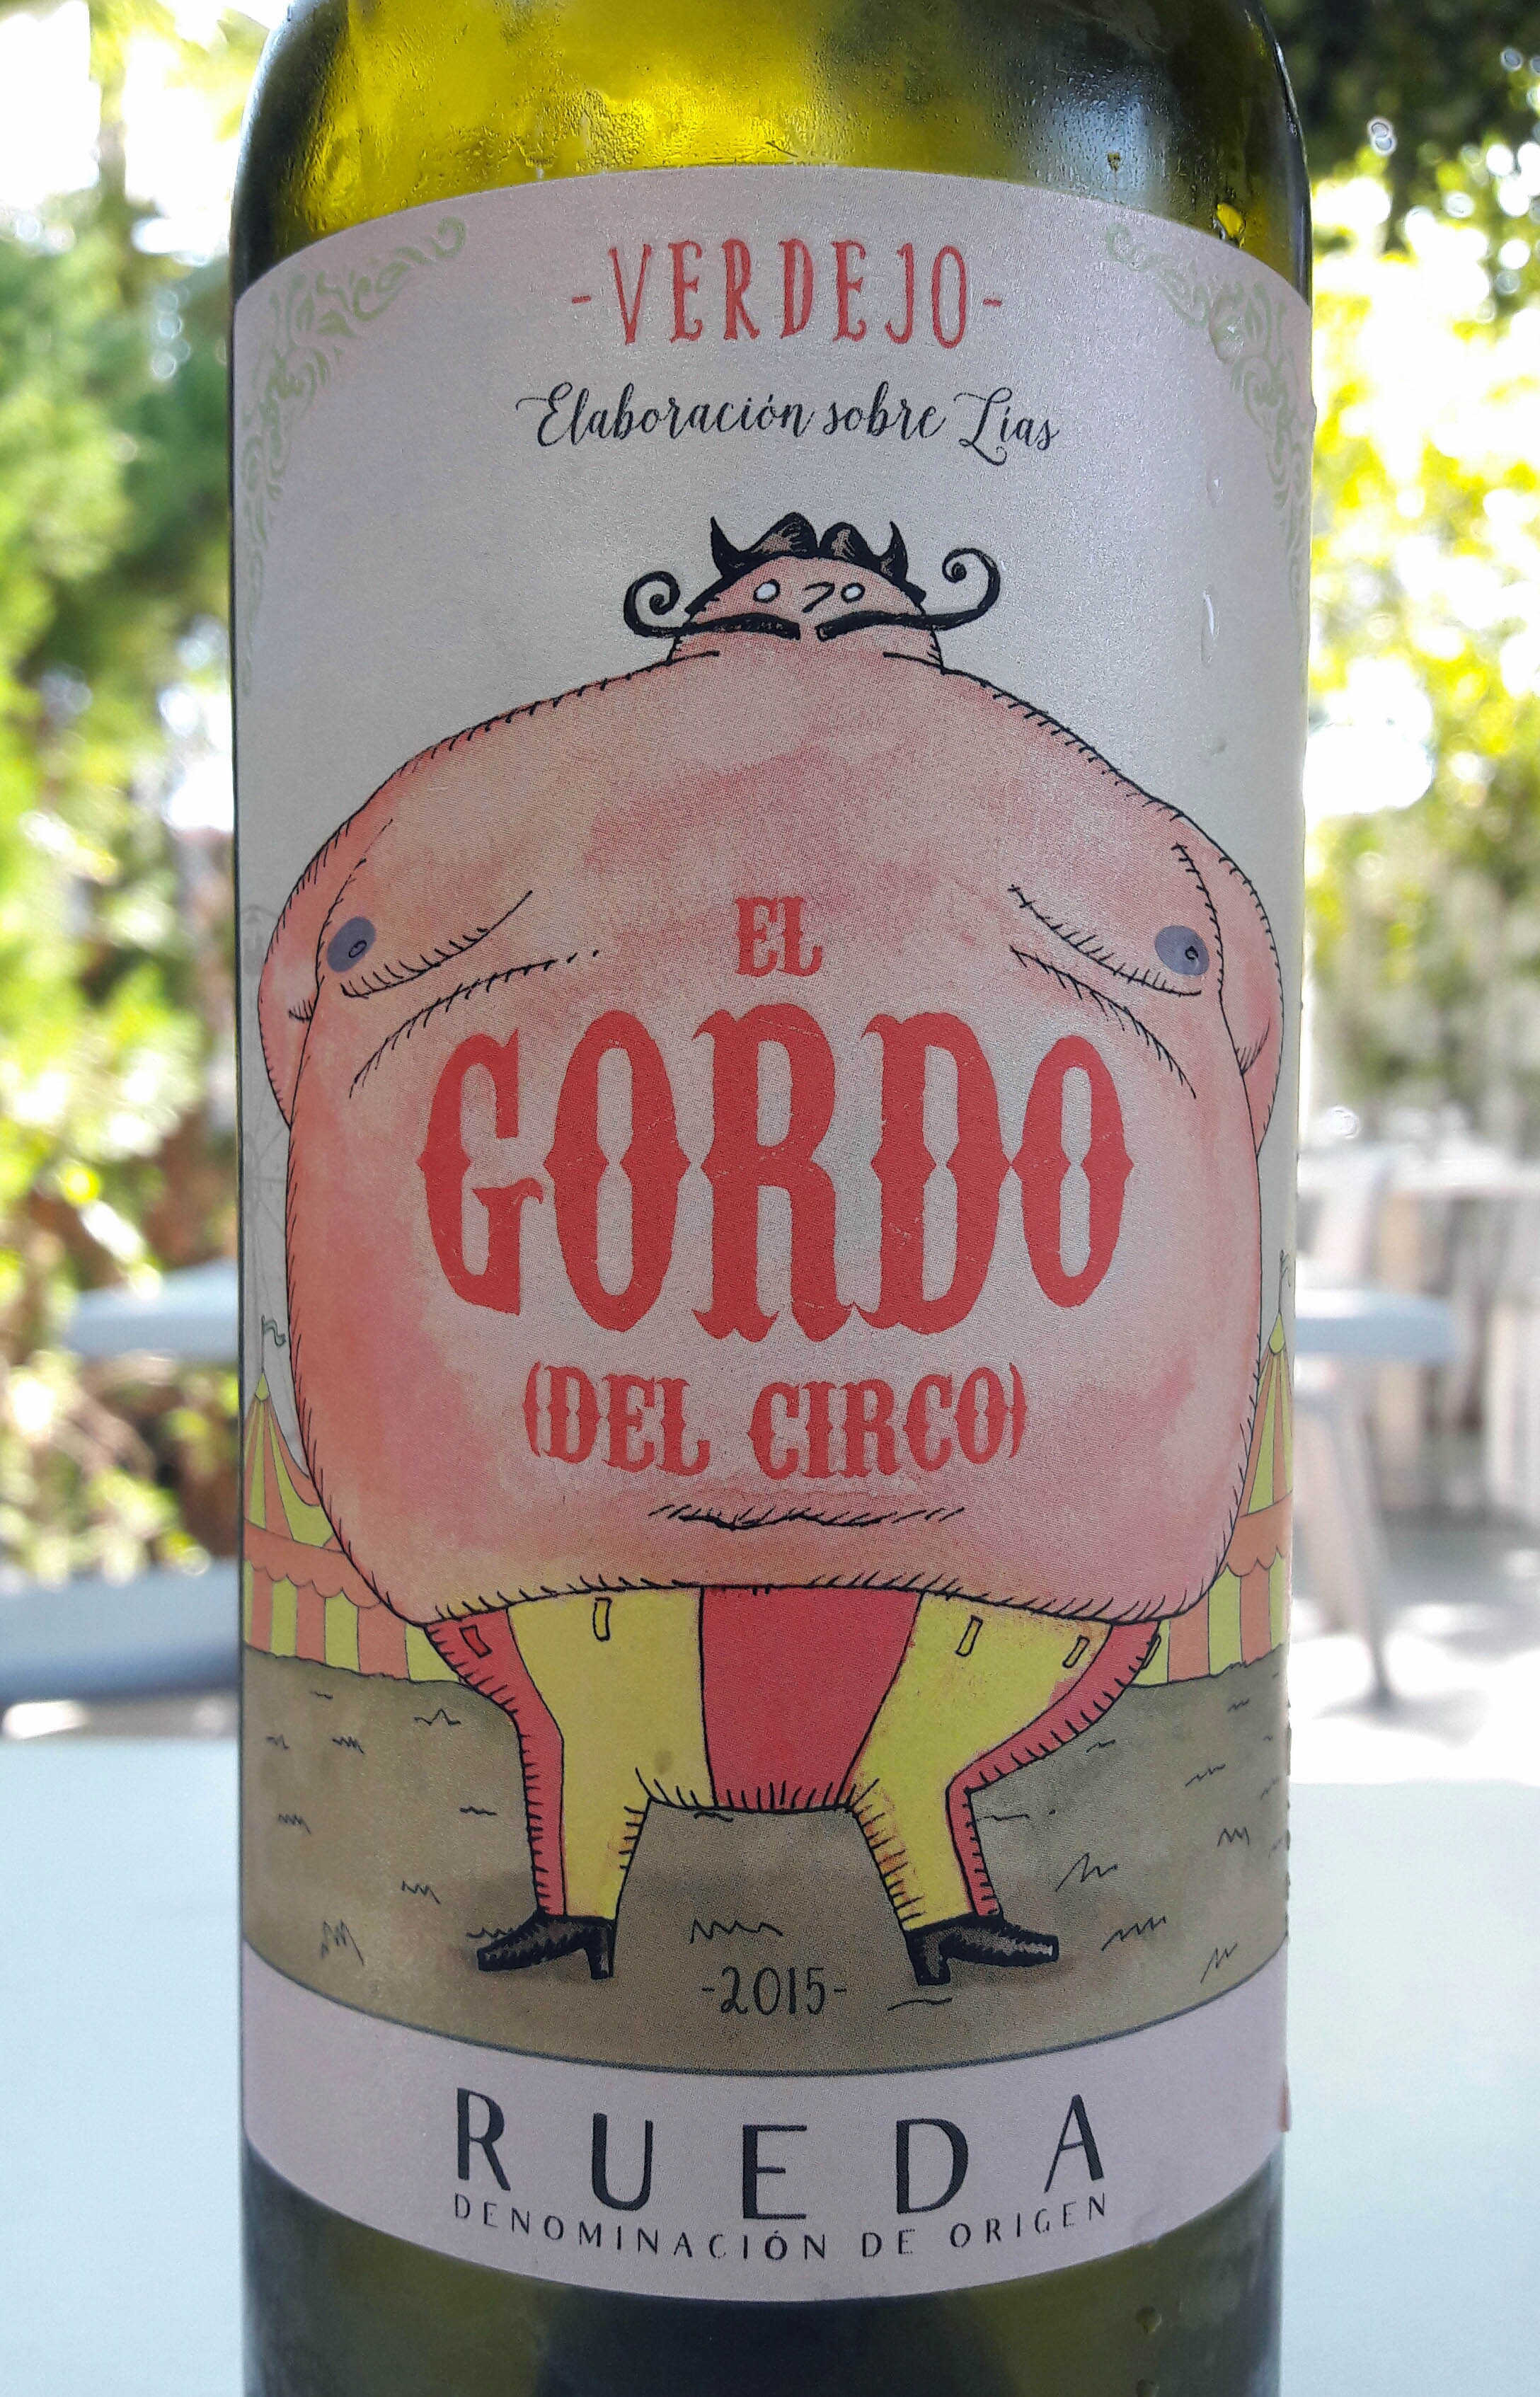 -VERDEJO-
Elaboración sobre Lías
EL
GORDO
(DEL CIRCO)
-2015-
RUEDA
DENOMINACIÓN DE ORIGEN